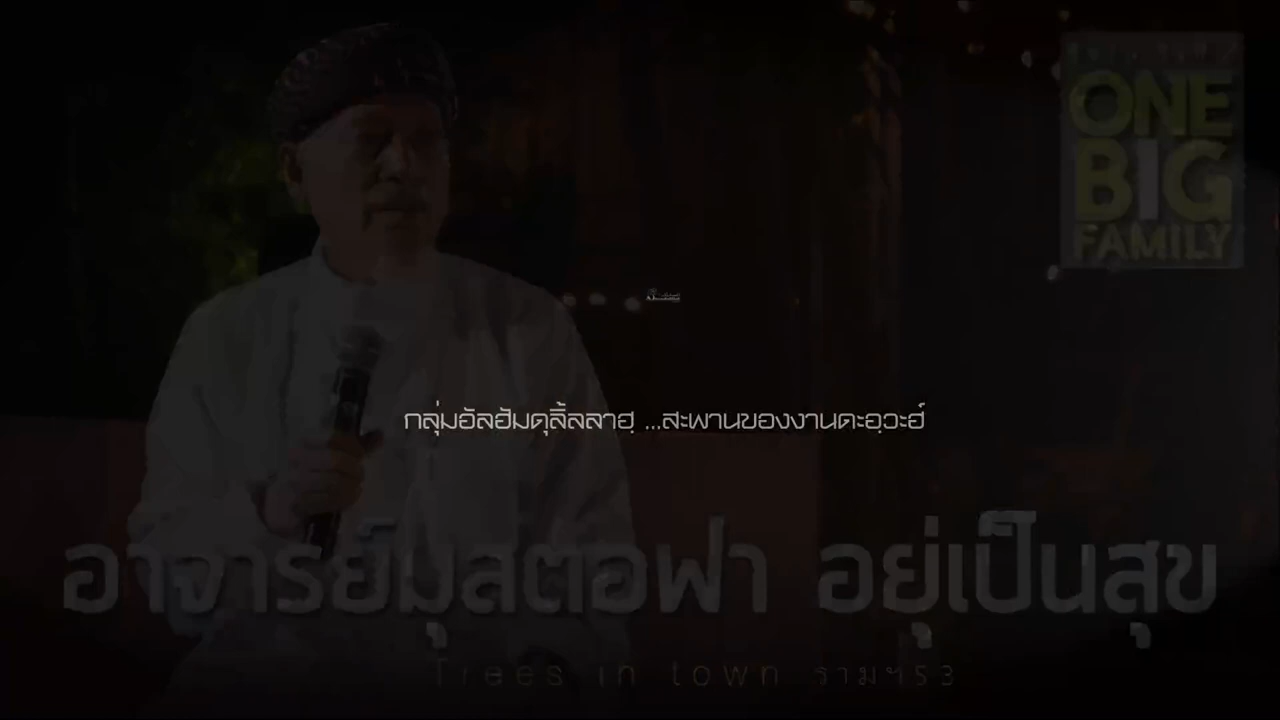 ONE
BIG
FAMILY
กลุ่มอัลฮัมดุลิ้ลลาฮฺ ...สะพานของงานดะอฺวะฮ์
อาจารย์มุสตอฟา อยู่เป็นสุข
Trees in town รามฯ53